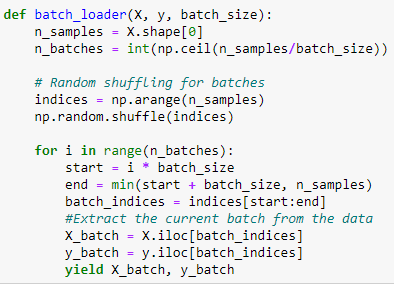 def batch_loader(X, y, batch_size):
    n_samples = X.shape[0]
    n_batches = int(np.ceil(n_samples/batch_size))

    # Random shuffling for batches
    indices = np.arange(n_samples)
    np.random.shuffle(indices)

    for i in range(n_batches):
        start = i * batch_size
        end = min(start + batch_size, n_samples)
        batch_indices = indices[start:end]
        #Extract the current batch from the data
        X_batch = X.iloc[batch_indices]
        y_batch = y.iloc[batch_indices]
        yield X_batch, y_batch